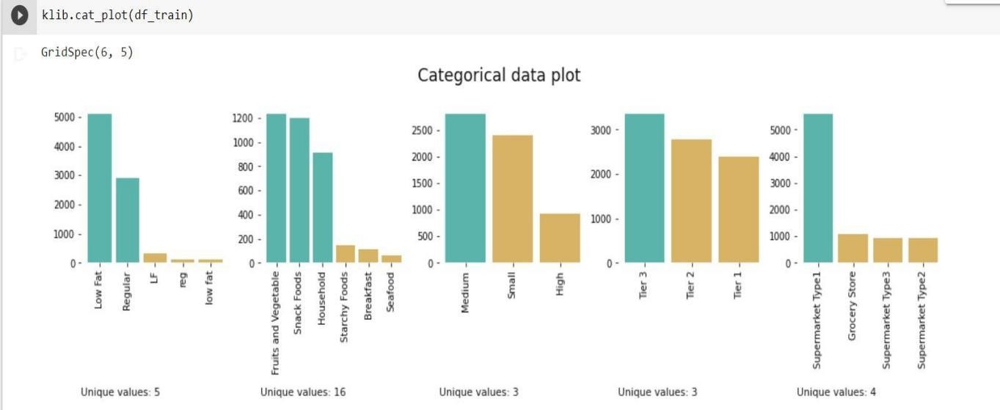 klib.cat_plot(df_train)
GridSpec(6, 5)
Categorical data plot
5000
4000
3000
2000
1000
0
Low Fat
Regular
LF
reg
low fat
Unique values: 5
1200
1000
800
600
400
200
0
Fruits and Vegetable
Snack Foods
Household
Starchy Foods
Breakfast
Seafood
Unique values: 16
2500
2000
1500
1000
500
0
Medium
Small
High
Unique values: 3
3000
2000
1000
0
Tier 3
Tier 2
Tier 1
Unique values: 3
5000
4000
3000
2000
1000
0
Supermarket Type1
Grocery Store
Supermarket Type3
Supermarket Type2
Unique values: 4